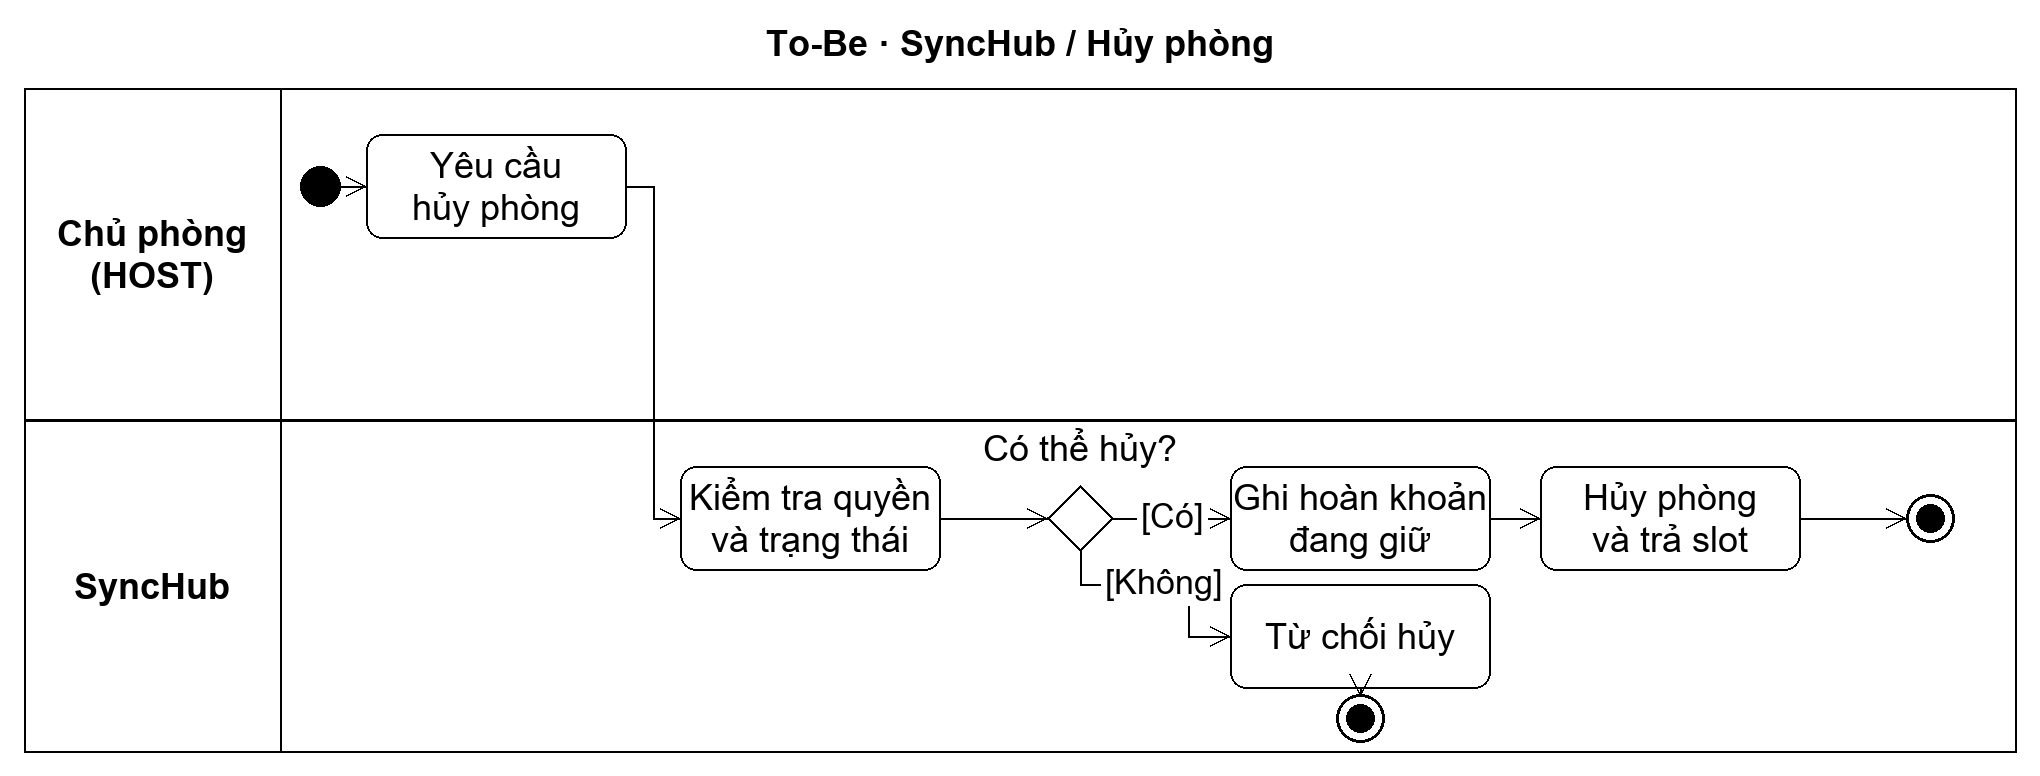 To-Be · SyncHub / Hủy phòng
Chủ phòng
(HOST)
Yêu cầu
hủy phòng
SyncHub
Kiểm tra quyền
và trạng thái
Có thể hủy?
[Có]
Ghi hoàn khoản
đang giữ
Hủy phòng
và trả slot
[Không]
Từ chối hủy